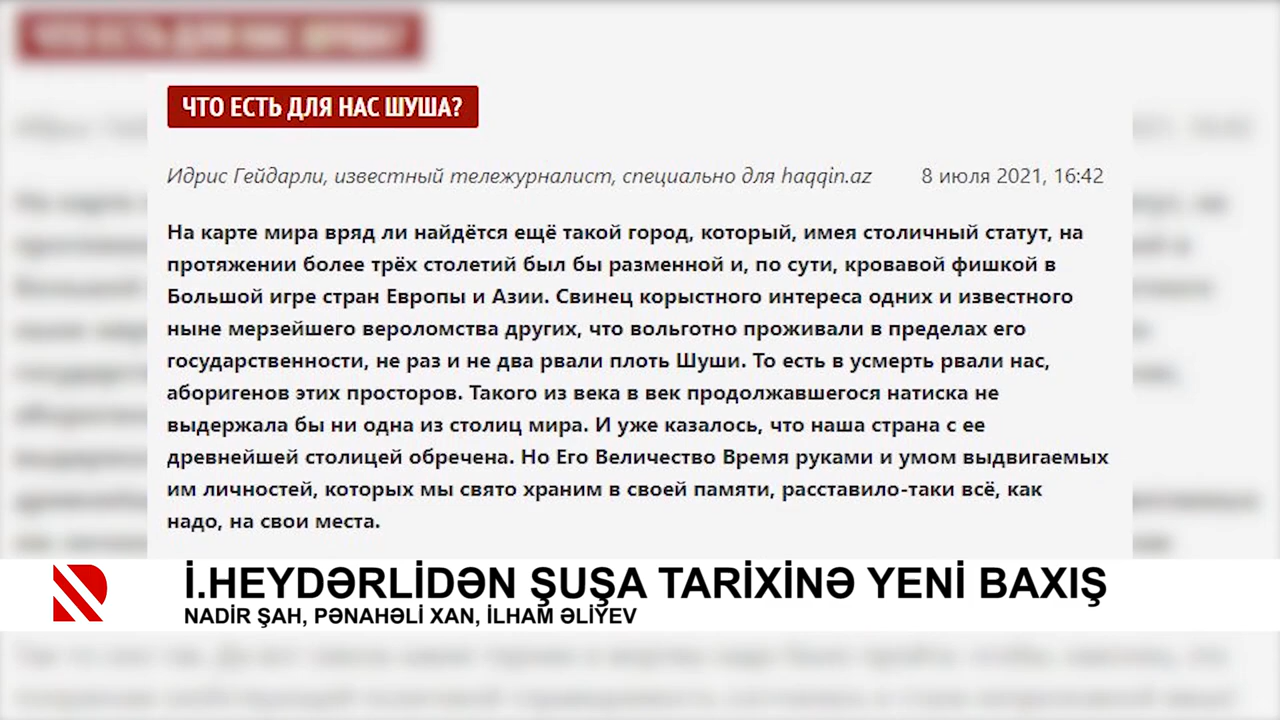 ЧТО ЕСТЬ ДЛЯ НАС ШУША?
Идрис Гейдарли, известный тележурналист, специально для haqqin.az 8 июля 2021, 16:42
На карте мира вряд ли найдётся ещё такой город, который, имея столичный статут, на
протяжении более трёх столетий был бы разменной и, по сути, кровавой фишкой в
Большой игре стран Европы и Азии. Свинец корыстного интереса одних и известного
ныне мерзейшего вероломства других, что вольготно проживали в пределах его
государственности, не раз и не два рвали плоть Шуши. То есть в усмерть рвали нас,
аборигенов этих просторов. Такого из века в век продолжавшегося натиска не
выдержала бы ни одна из столиц мира. И уже казалось, что наша страна с ее
древнейшей столицей обречена. Но Его Величество Время руками и умом выдвигаемых
им личностей, которых мы свято храним в своей памяти, расставило-таки всё, как
надо, на свои места.
İ.HEYDƏRLİDƏN ŞUŞA TARİXİNƏ YENİ BAXIŞ
NADİR ŞAH, PƏNAHƏLİ XAN, İLHAM ƏLİYEV